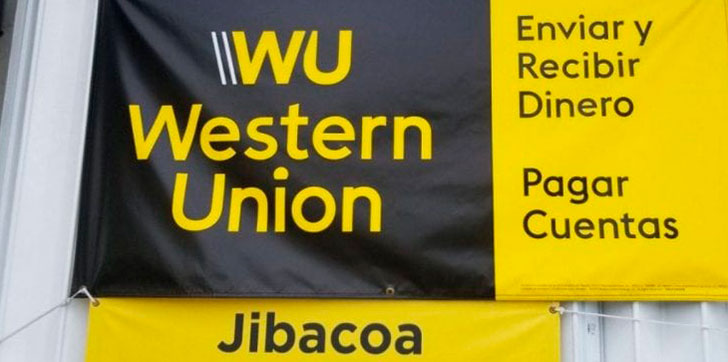 WU
Western
Union
Enviar y
Recibir
Dinero
Pagar
Cuentas
Jibacoa